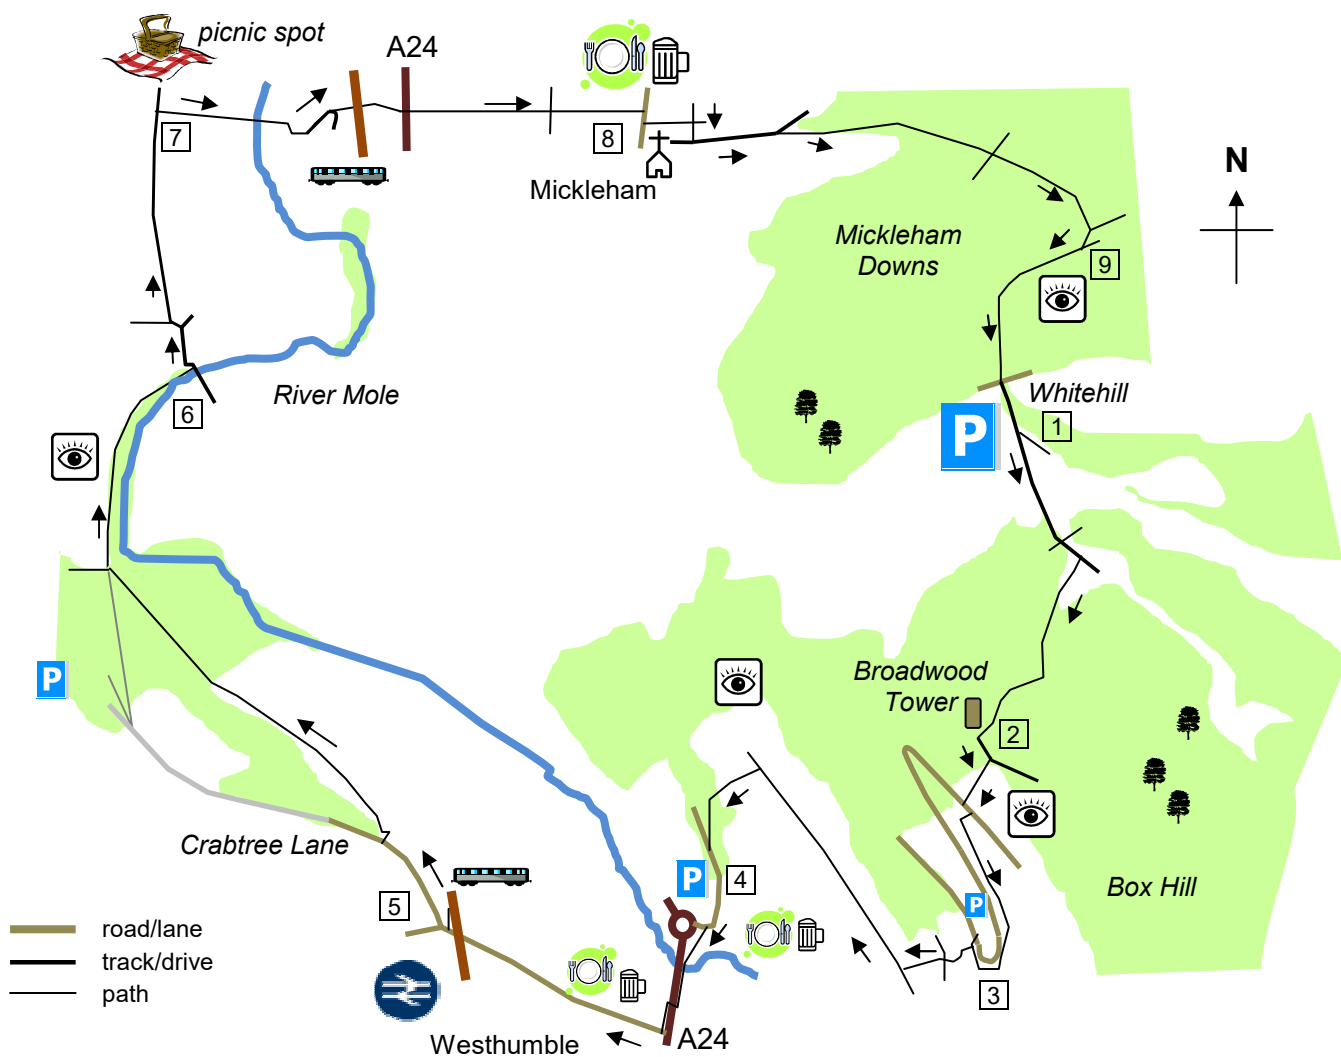 picnic spot
A24
7
8
Mickleham
N
Mickleham
Downs
9
River Mole
6
Whitehill
P
1
P
Broadwood
Tower
2
Crabtree Lane
P
4
P
Box Hill
5
road/lane
track/drive
path
3
Westhumble
A24